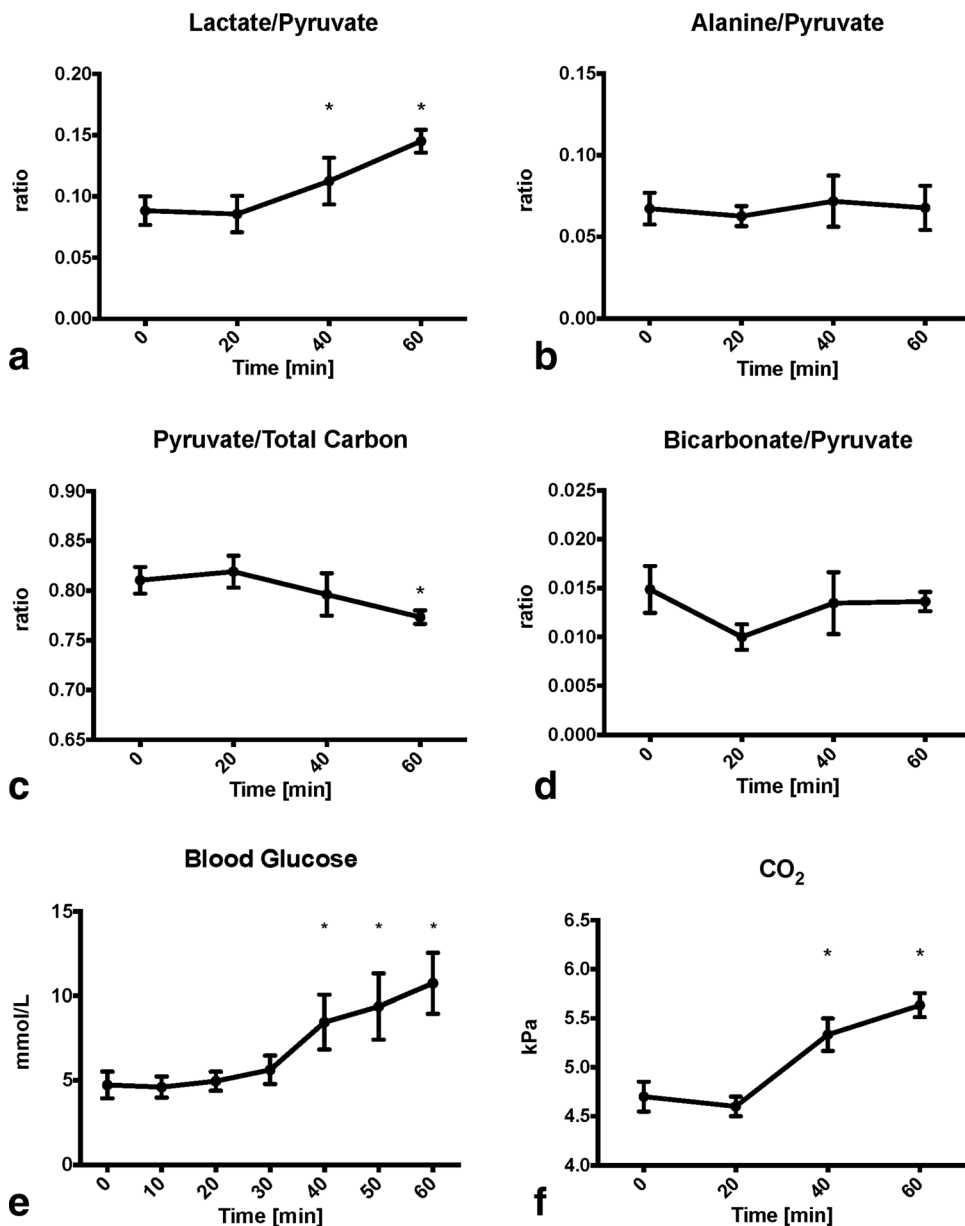 Lactate/Pyruvate
0.20
0.15
0.10
0.05
0.00
ratio
* *
0 20 40 60
Time [min]
a
Alanine/Pyruvate
0.15
0.10
0.05
0.00
ratio
0 20 40 60
Time [min]
b
Pyruvate/Total Carbon
0.90
0.85
0.80
0.75
0.70
0.65
ratio
*
0 20 40 60
Time [min]
c
Bicarbonate/Pyruvate
0.025
0.020
0.015
0.010
0.005
0.000
ratio
0 20 40 60
Time [min]
d
Blood Glucose
15
10
5
0
mmol/L
* * *
0 10 20 30 40 50 60
Time [min]
e
CO₂
6.5
6.0
5.5
5.0
4.5
4.0
kPa
* *
0 20 40 60
Time [min]
f